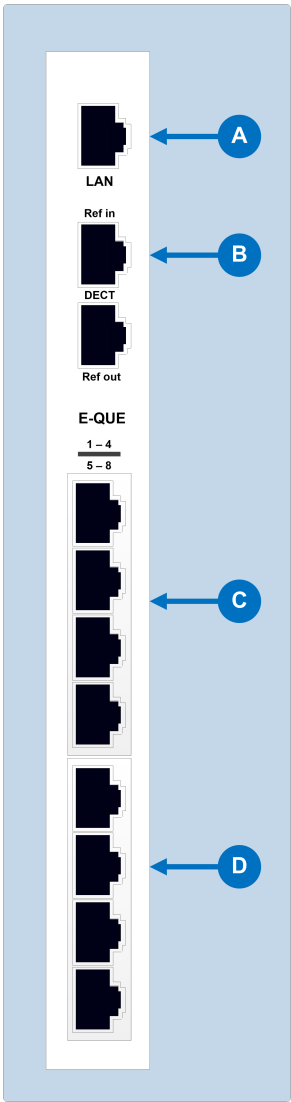 A
LAN
Ref in
B
DECT
Ref out
E-QUE
1 – 4
5 – 8
C
D